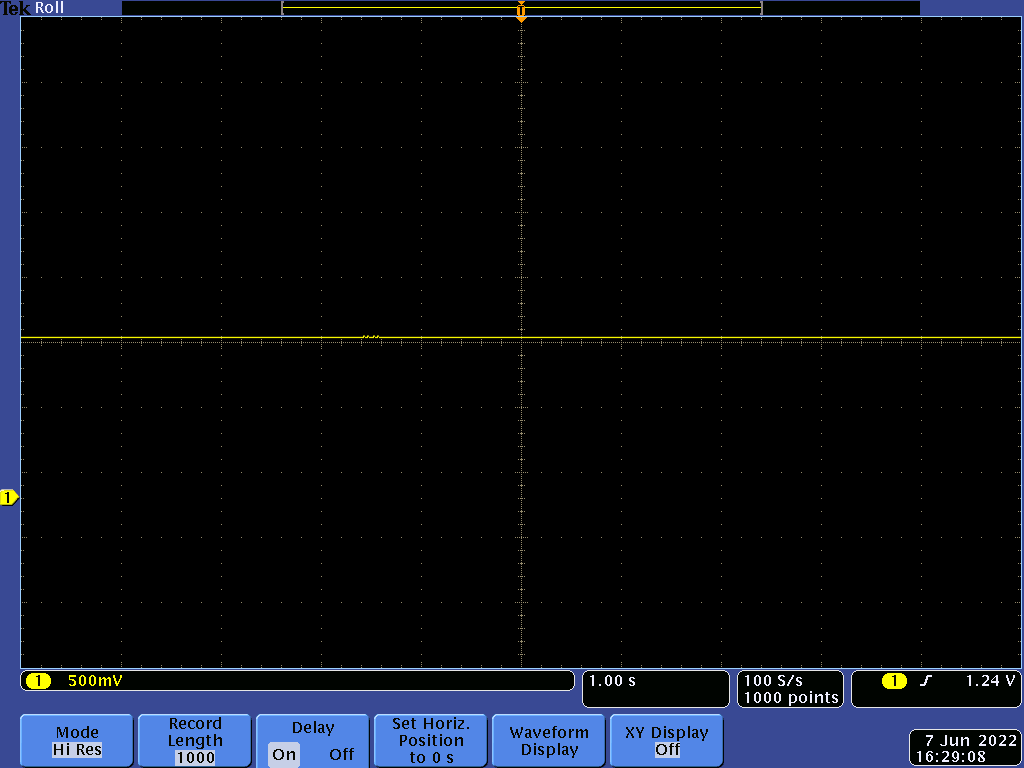 Tek Roll
T
1
1 500mV
1.00 s
100 S/s
1000 points
1 1.24 V
Mode
Hi Res
Record
Length
1000
Delay
On Off
Set Horiz.
Position
to 0 s
Waveform
Display
XY Display
Off
7 Jun 2022
16:29:08